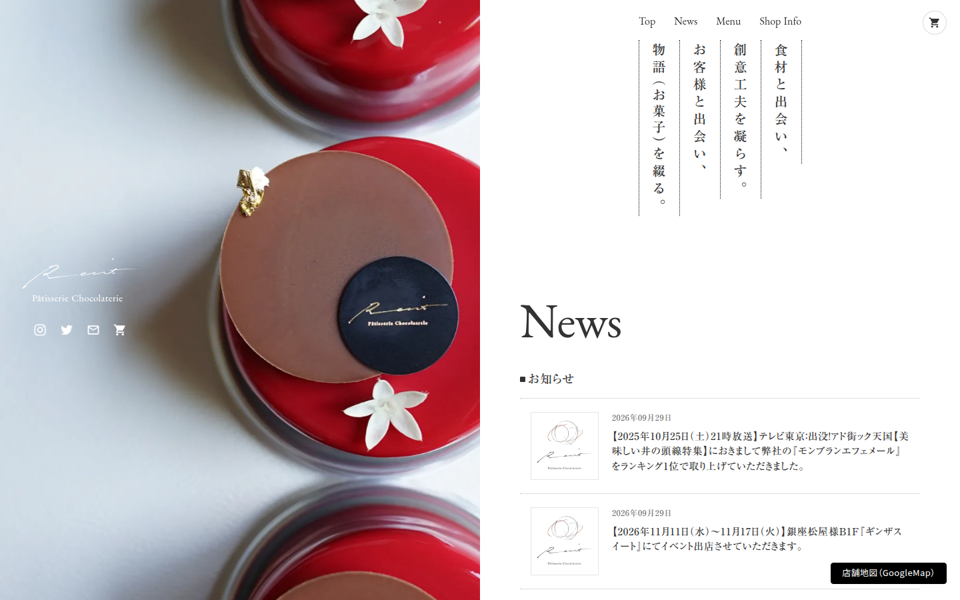 Top News Menu Shop Info
食材と出会い、
創意工夫を凝らす。
お客様と出会い、
物語（お菓子）を綴る。
Pâtisserie Chocolaterie
Pâtisserie Chocolaterie
News
■お知らせ
2026年09月29日
【2025年10月25日(土)21時放送】テレビ東京:出没!アド街ック天国【美
味しい井の頭線特集】におきまして弊社の『モンブランエフェメール』
をランキング1位で取り上げていただきました。
2026年09月29日
【2026年11月11日(水)～11月17日(火)】銀座松屋様B1F『ギンザス
イート』にてイベント出店させていただきます。
店舗地図（GoogleMap）